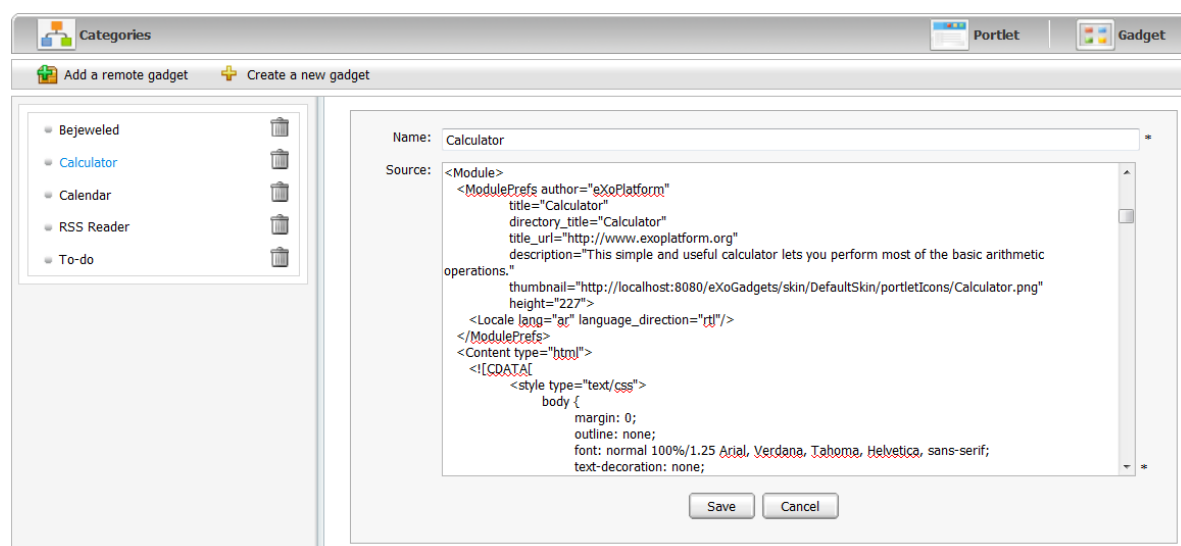 Categories
Portlet
Gadget
Add a remote gadget
Create a new gadget
Bejeweled
Calculator
Calendar
RSS Reader
To-do
Name: Calculator *
Source: <Module>
<ModulePrefs author="eXoPlatform"
title="Calculator"
directory_title="Calculator"
title_url="http://www.exoplatform.org"
description="This simple and useful calculator lets you perform most of the basic arithmetic
operations."
thumbnail="http://localhost:8080/eXoGadgets/skin/DefaultSkin/portletIcons/Calculator.png"
height="227">
<Locale lang="ar" language_direction="rtl"/>
</ModulePrefs>
<Content type="html">
<![CDATA[
<style type="text/css">
body {
margin: 0;
outline: none;
font: normal 100%/1.25 Arial, Verdana, Tahoma, Helvetica, sans-serif;
text-decoration: none; *
Save
Cancel